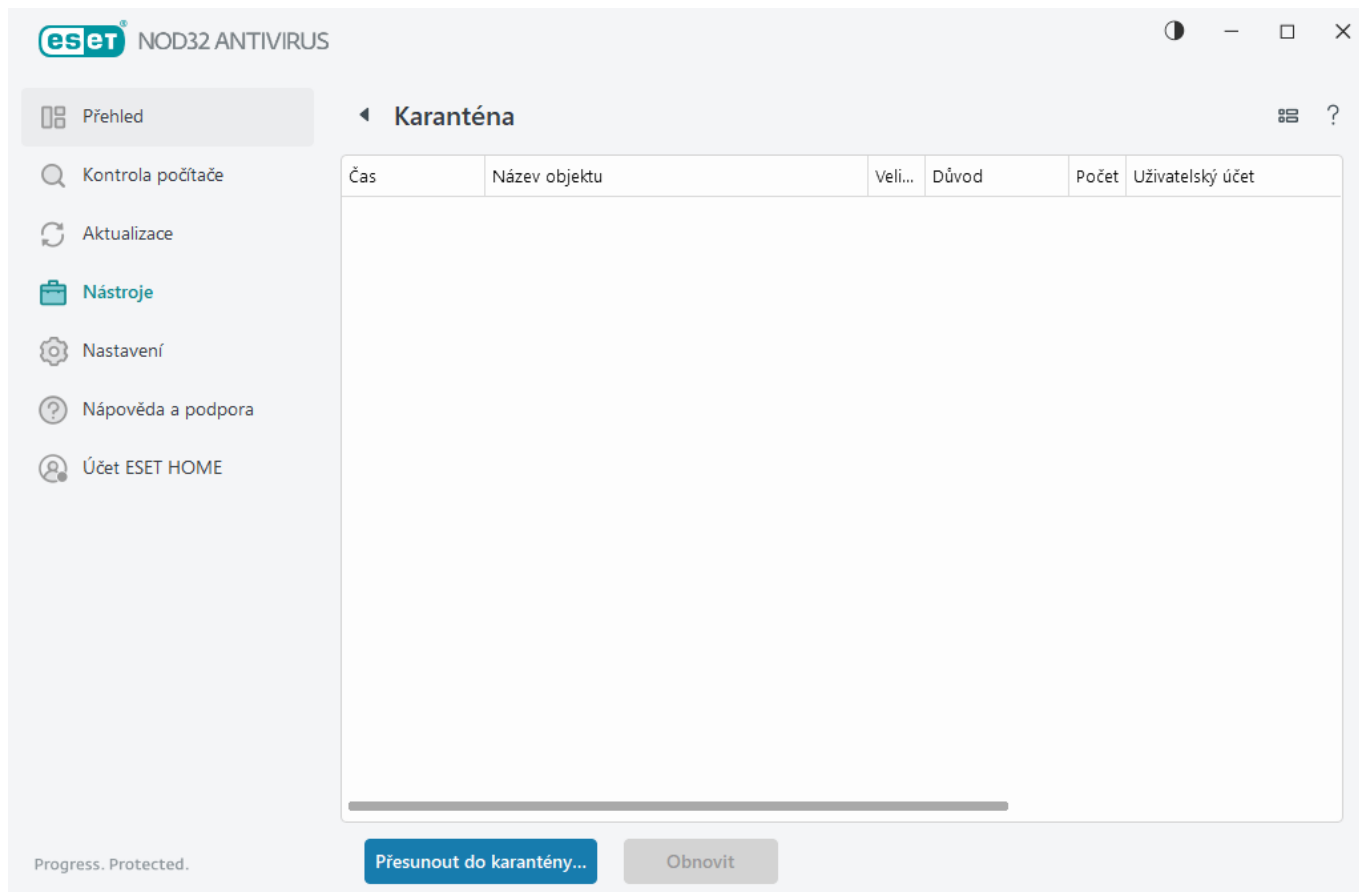 eset® NOD32 ANTIVIRUS
Přehled
Karanténa
?
Kontrola počítače
Čas Název objektu Veli... Důvod Počet Uživatelský účet
Aktualizace
Nástroje
Nastavení
Nápověda a podpora
Účet ESET HOME
Progress. Protected.
Přesunout do karantény... Obnovit